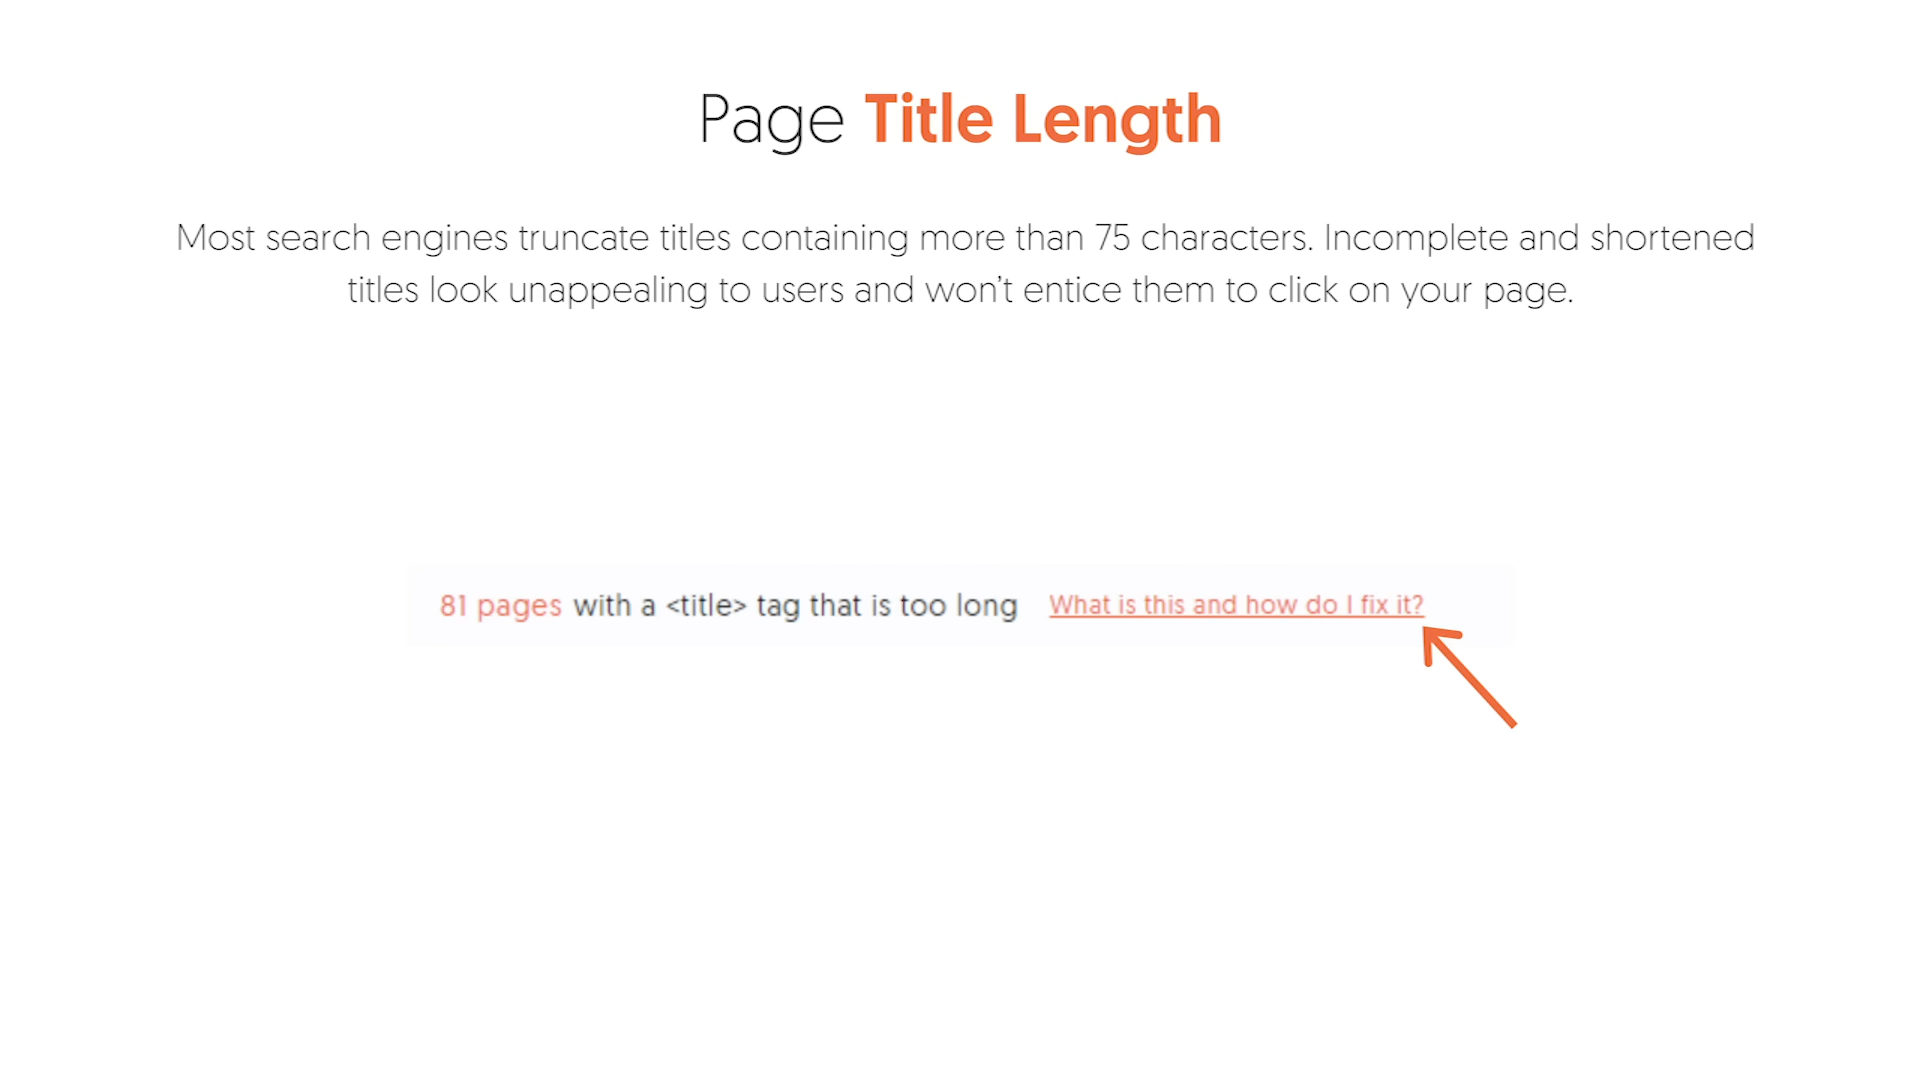 Page Title Length
Most search engines truncate titles containing more than 75 characters. Incomplete and shortened
titles look unappealing to users and won’t entice them to click on your page.
81 pages with a <title> tag that is too long What is this and how do I fix it?